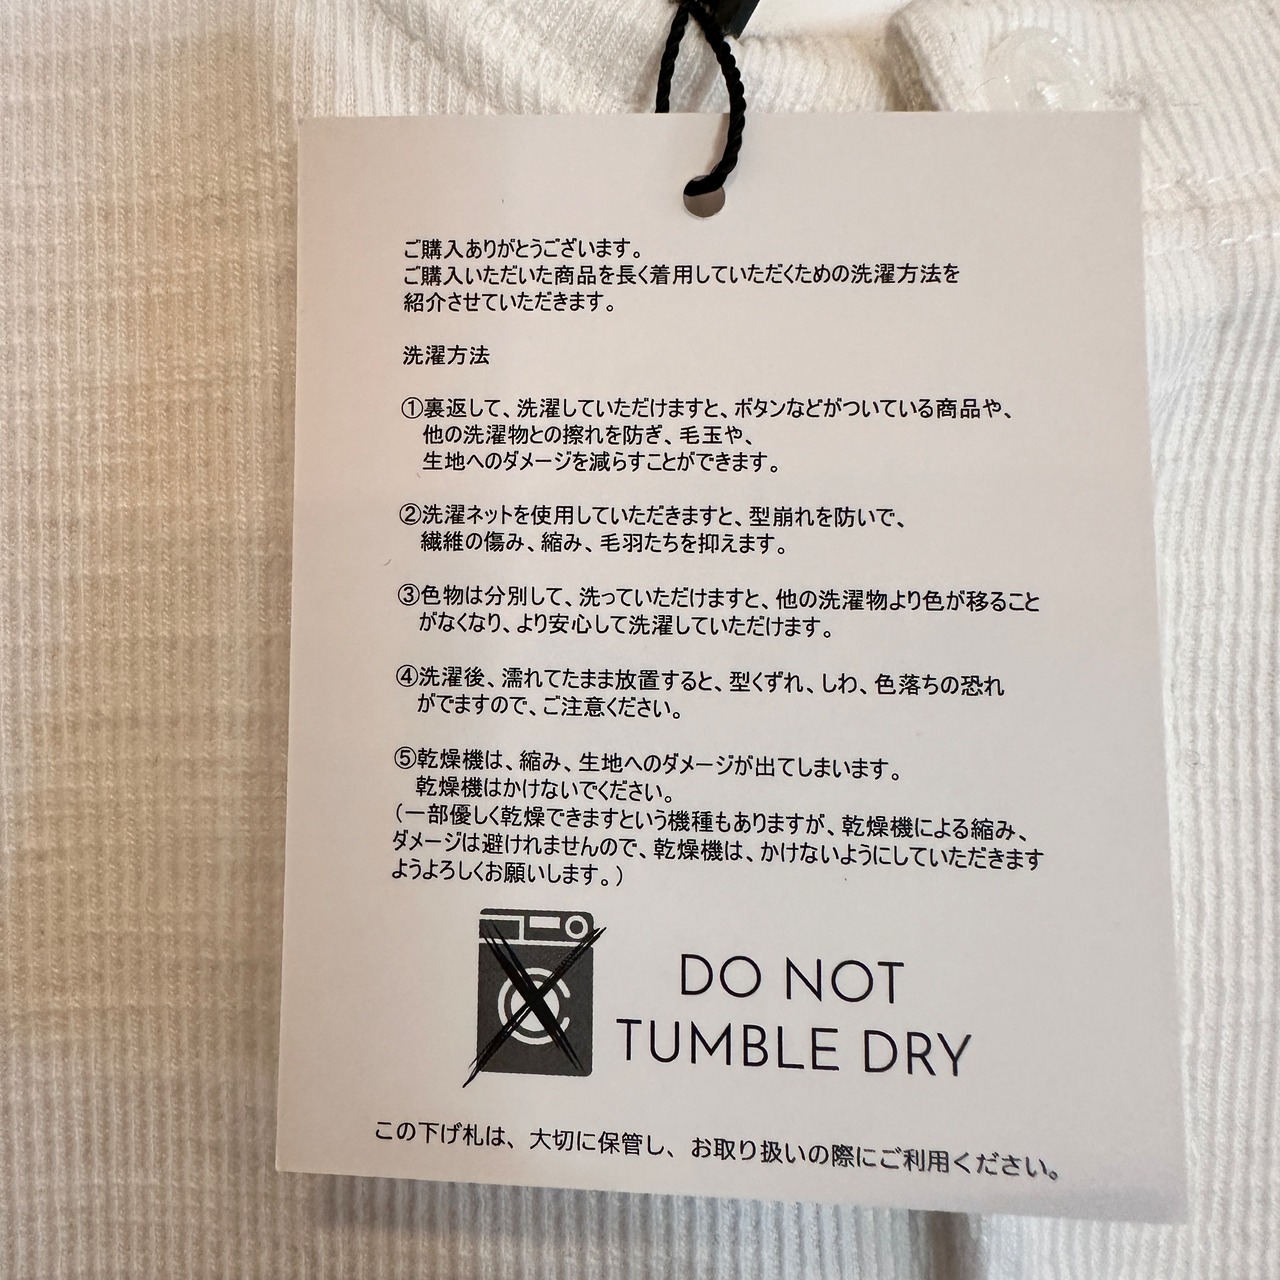 ご購入ありがとうございます。
ご購入いただいた商品を長く着用していただくための洗濯方法を
紹介させていただきます。
洗濯方法
①裏返して、洗濯していただけますと、ボタンなどがついている商品や、
他の洗濯物との擦れを防ぎ、毛玉や、
生地へのダメージを減らすことができます。
②洗濯ネットを使用していただきますと、型崩れを防いで、
繊維の傷み、縮み、毛羽たちを抑えます。
③色物は分別して、洗っていただけますと、他の洗濯物より色が移ること
がなくなり、より安心して洗濯していただけます。
④洗濯後、濡れてたまま放置すると、型くずれ、しわ、色落ちの恐れ
がでますので、ご注意ください。
⑤乾燥機は、縮み、生地へのダメージが出てしまいます。
乾燥機はかけないでください。
（一部優しく乾燥できますという機種もありますが、乾燥機による縮み、
ダメージは避けれませんので、乾燥機は、かけないようにしていただきます
ようよろしくお願いします。）
DO NOT
TUMBLE DRY
この下げ札は、大切に保管し、お取り扱いの際にご利用ください。